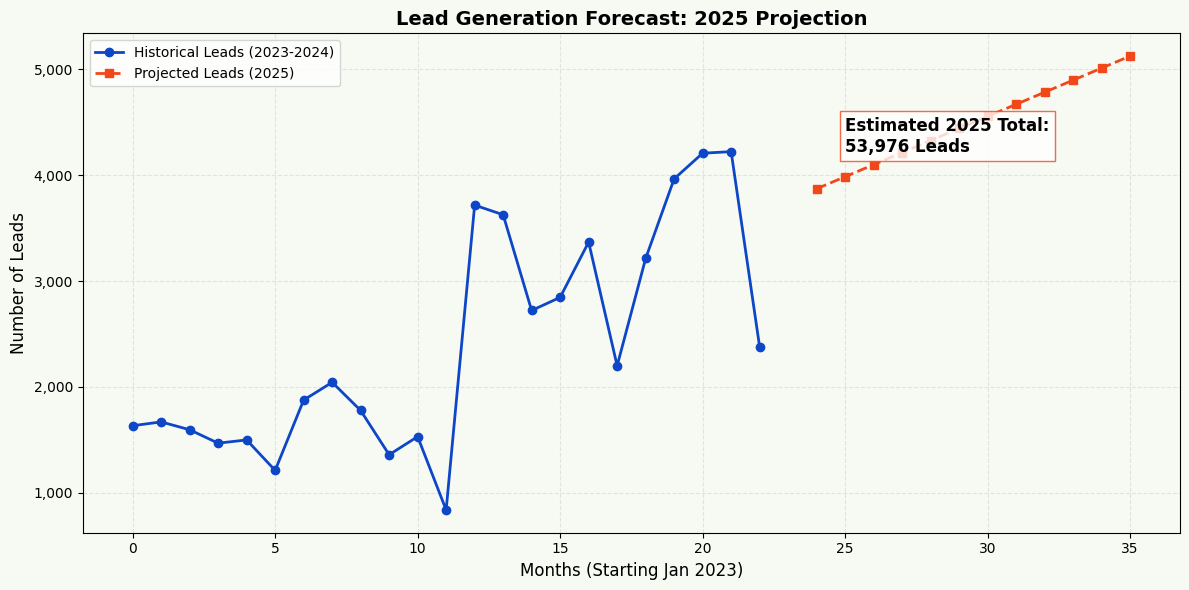 Lead Generation Forecast: 2025 Projection
Historical Leads (2023-2024)
Projected Leads (2025)
Estimated 2025 Total:
53,976 Leads
Number of Leads
5,000
4,000
3,000
2,000
1,000
0 5 10 15 20 25 30 35
Months (Starting Jan 2023)